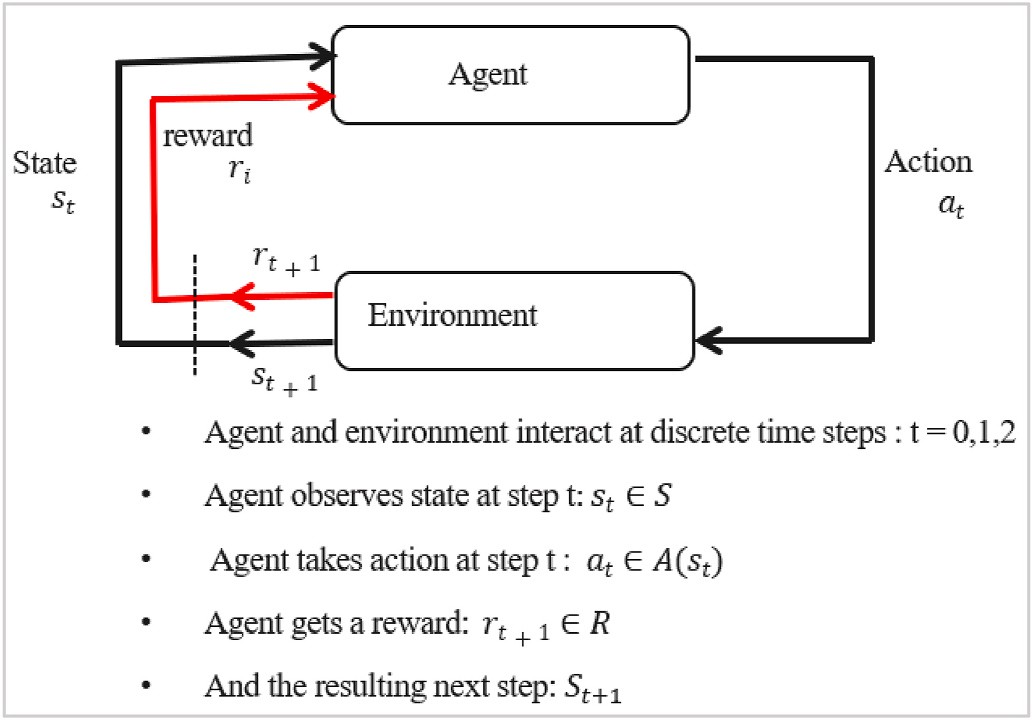 Agent
reward
r_i
State
s_t
Action
a_t
r_{t + 1}
Environment
s_{t + 1}
• Agent and environment interact at discrete time steps : t = 0,1,2
• Agent observes state at step t: s_t ∈ S
• Agent takes action at step t : a_t ∈ A(s_t)
• Agent gets a reward: r_{t + 1} ∈ R
• And the resulting next step: S_{t+1}